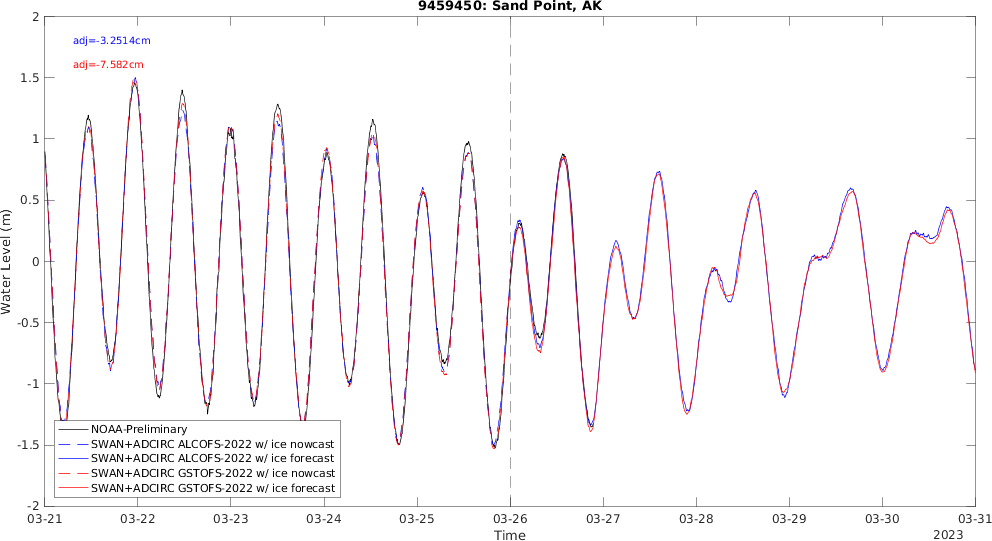 9459450: Sand Point, AK
adj=-3.2514cm
adj=-7.582cm
Water Level (m)
2
1.5
1
0.5
0
-0.5
-1
-1.5
-2
NOAA-Preliminary
SWAN+ADCIRC ALCOFS-2022 w/ ice nowcast
SWAN+ADCIRC ALCOFS-2022 w/ ice forecast
SWAN+ADCIRC GSTOFS-2022 w/ ice nowcast
SWAN+ADCIRC GSTOFS-2022 w/ ice forecast
03-21 03-22 03-23 03-24 03-25 03-26 03-27 03-28 03-29 03-30 03-31
Time
2023